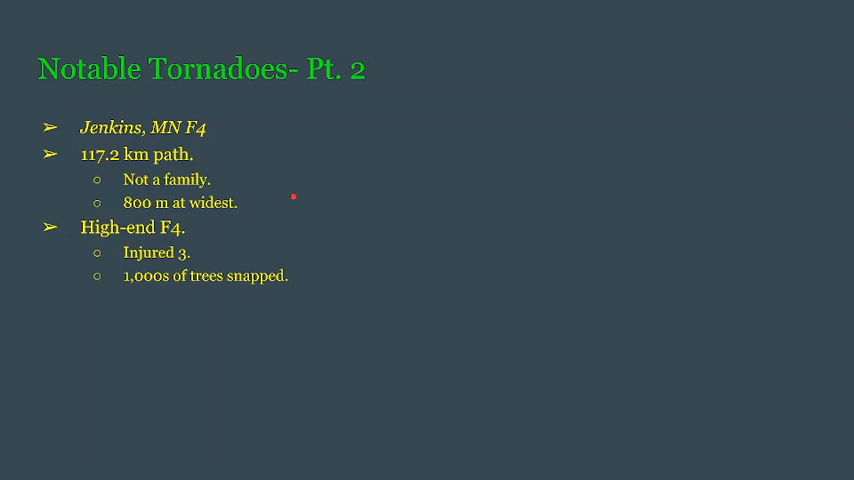 Notable Tornadoes- Pt. 2
➢ Jenkins, MN F4
➢ 117.2 km path.
○ Not a family.
○ 800 m at widest.
➢ High-end F4.
○ Injured 3.
○ 1,000s of trees snapped.